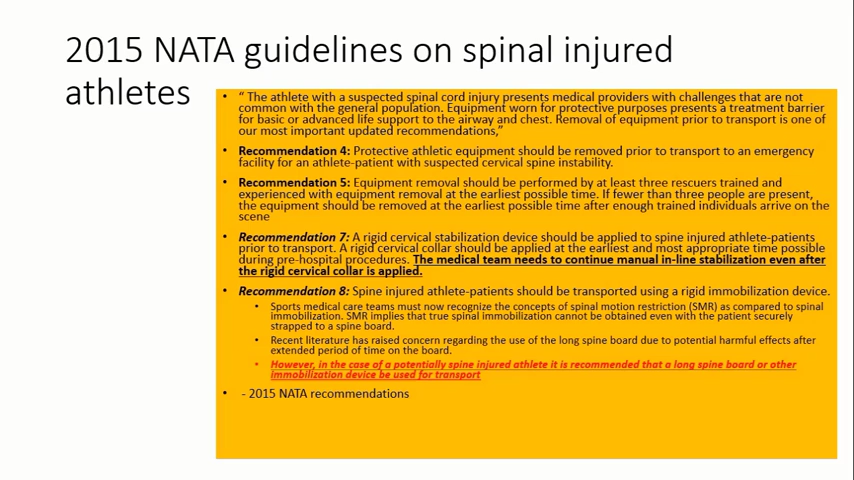 2015 NATA guidelines on spinal injured
athletes
• “ The athlete with a suspected spinal cord injury presents medical providers with challenges that are not
common with the general population. Equipment worn for protective purposes presents a treatment barrier
for basic or advanced life support to the airway and chest. Removal of equipment prior to transport is one of
our most important updated recommendations,”
• Recommendation 4: Protective athletic equipment should be removed prior to transport to an emergency
facility for an athlete-patient with suspected cervical spine instability.
• Recommendation 5: Equipment removal should be performed by at least three rescuers trained and
experienced with equipment removal at the earliest possible time. If fewer than three people are present,
the equipment should be removed at the earliest possible time after enough trained individuals arrive on the
scene
• Recommendation 7: A rigid cervical stabilization device should be applied to spine injured athlete-patients
prior to transport. A rigid cervical collar should be applied at the earliest and most appropriate time possible
during pre-hospital procedures. The medical team needs to continue manual in-line stabilization even after
the rigid cervical collar is applied.
• Recommendation 8: Spine injured athlete-patients should be transported using a rigid immobilization device.
• Sports medical care teams must now recognize the concepts of spinal motion restriction (SMR) as compared to spinal
immobilization. SMR implies that true spinal immobilization cannot be obtained even with the patient securely
strapped to a spine board.
• Recent literature has raised concern regarding the use of the long spine board due to potential harmful effects after
extended period of time on the board.
• However, in the case of a potentially spine injured athlete it is recommended that a long spine board or other
immobilization device be used for transport
• - 2015 NATA recommendations